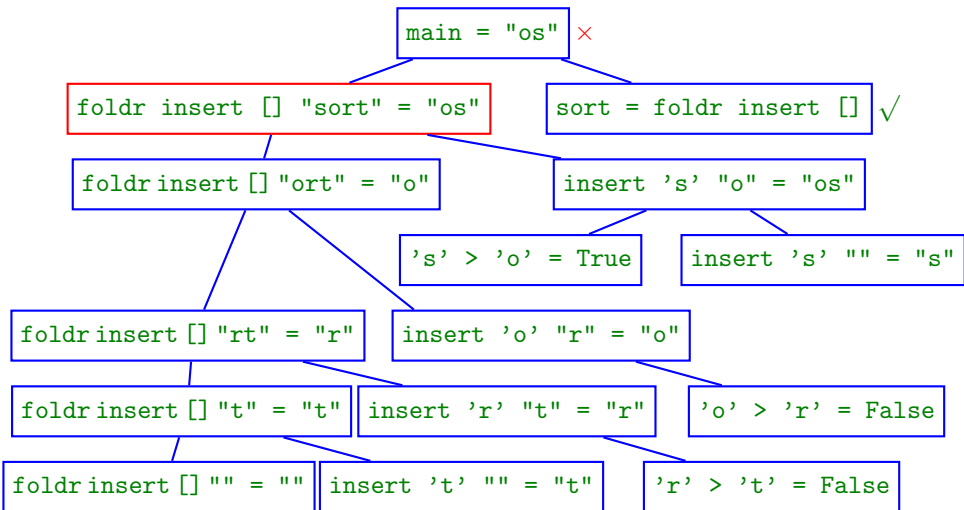 main = "os" ×
foldr insert [] "sort" = "os"
sort = foldr insert [] √
foldr insert [] "ort" = "o"
insert 's' "o" = "os"
's' > 'o' = True
insert 's' "" = "s"
foldr insert [] "rt" = "r"
insert 'o' "r" = "o"
foldr insert [] "t" = "t"
insert 'r' "t" = "r"
'o' > 'r' = False
foldr insert [] "" = ""
insert 't' "" = "t"
'r' > 't' = False